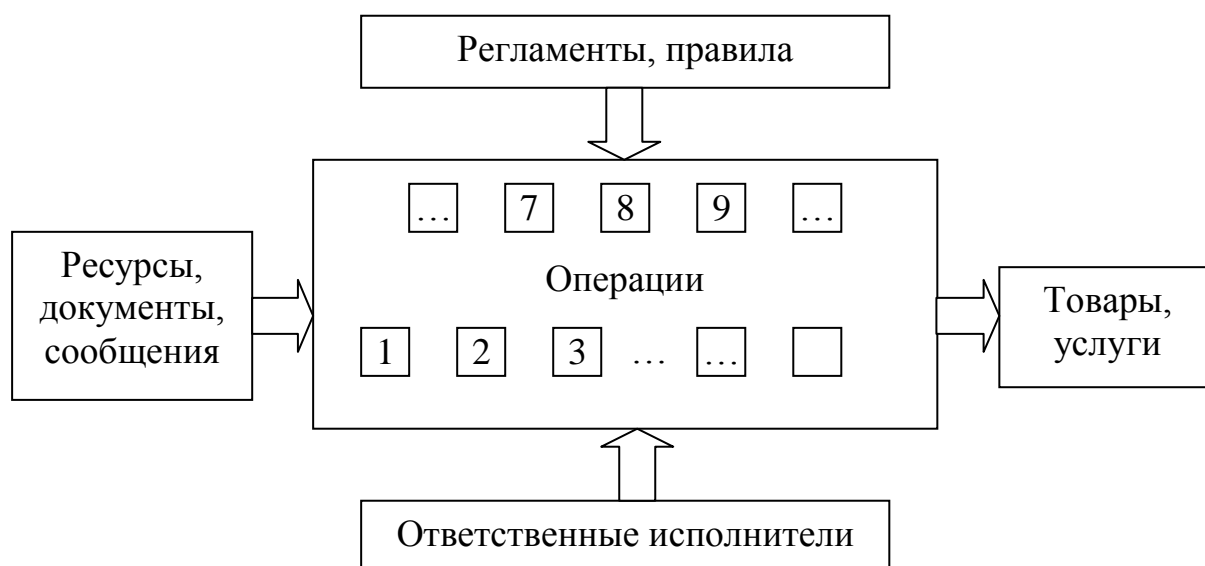 Регламенты, правила
… 7 8 9 …
Ресурсы,
документы,
сообщения
Операции
Товары,
услуги
1 2 3 … …
Ответственные исполнители